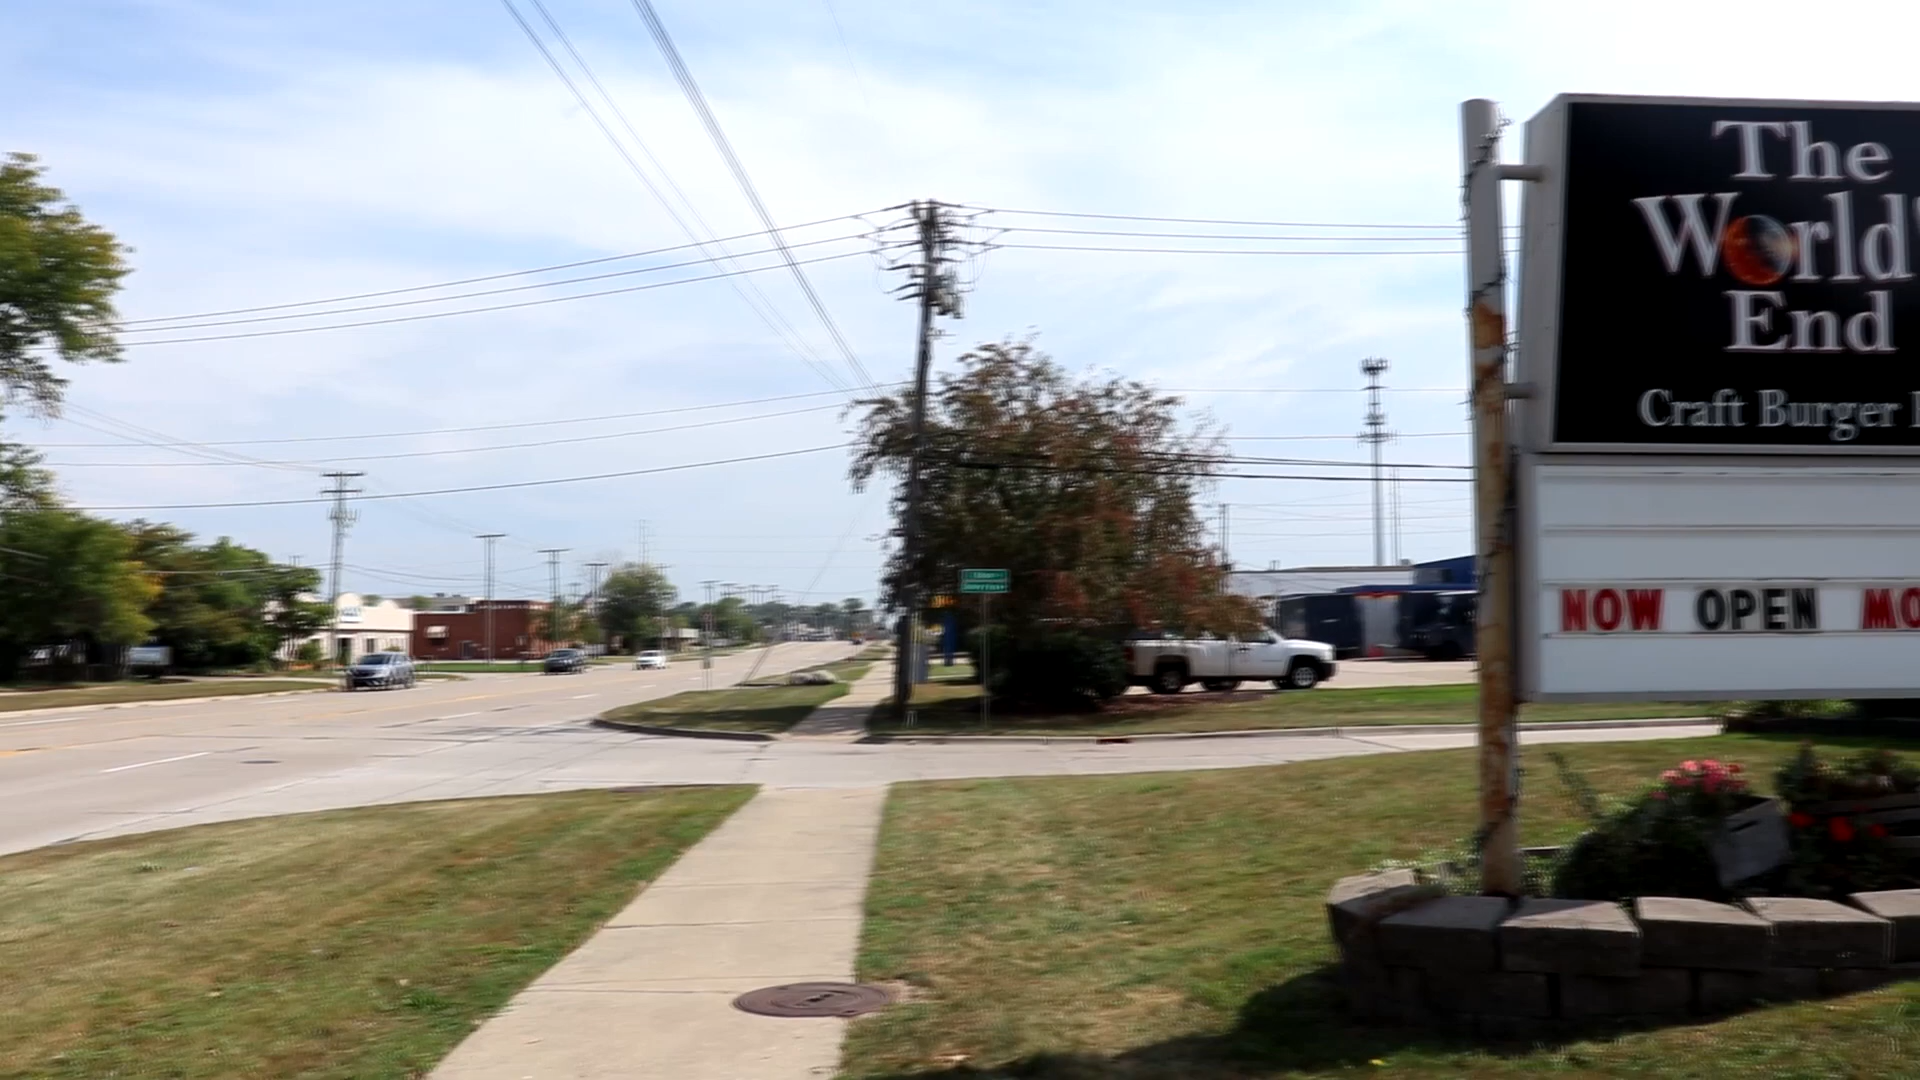 The
World's
End
Craft Burger
NOW OPEN